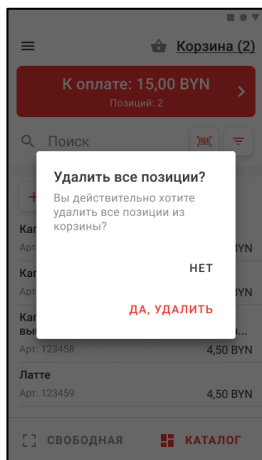 Корзина (2)
К оплате: 15,00 BYN
Позиций: 2
Поиск
Удалить все позиции?
Вы действительно хотите
удалить все позиции из
корзины?
НЕТ
ДА, УДАЛИТЬ
Арт. 123458
4,50 BYN
Латте
Арт. 123459
4,50 BYN
СВОБОДНАЯ
КАТАЛОГ